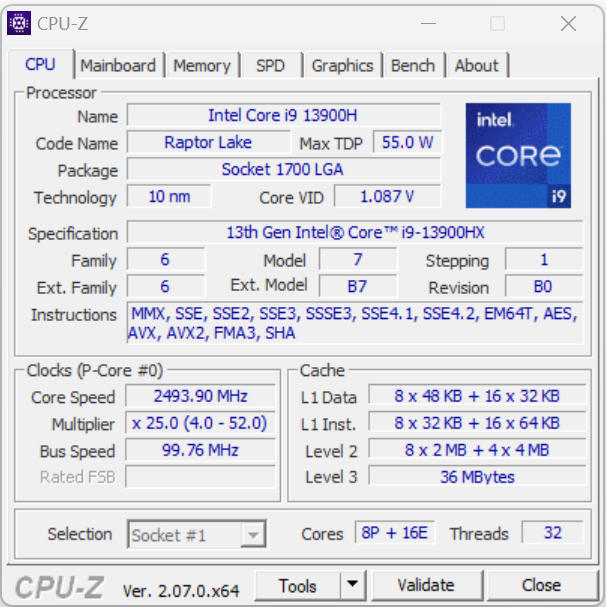 CPU-Z
CPU Mainboard Memory SPD Graphics Bench About
Processor
Name Intel Core i9 13900H
Code Name Raptor Lake Max TDP 55.0 W
Package Socket 1700 LGA
Technology 10 nm Core VID 1.087 V
intel.
CORE
i9
Specification 13th Gen Intel® Core™ i9-13900HX
Family 6 Model 7 Stepping 1
Ext. Family 6 Ext. Model B7 Revision B0
Instructions MMX, SSE, SSE2, SSE3, SSSE3, SSE4.1, SSE4.2, EM64T, AES,
AVX, AVX2, FMA3, SHA
Clocks (P-Core #0)
Core Speed 2493.90 MHz
Multiplier x 25.0 (4.0 - 52.0)
Bus Speed 99.76 MHz
Rated FSB
Cache
L1 Data 8 x 48 KB + 16 x 32 KB
L1 Inst. 8 x 32 KB + 16 x 64 KB
Level 2 8 x 2 MB + 4 x 4 MB
Level 3 36 MBytes
Selection Socket #1 Cores 8P + 16E Threads 32
CPU-Z Ver. 2.07.0.x64 Tools Validate Close